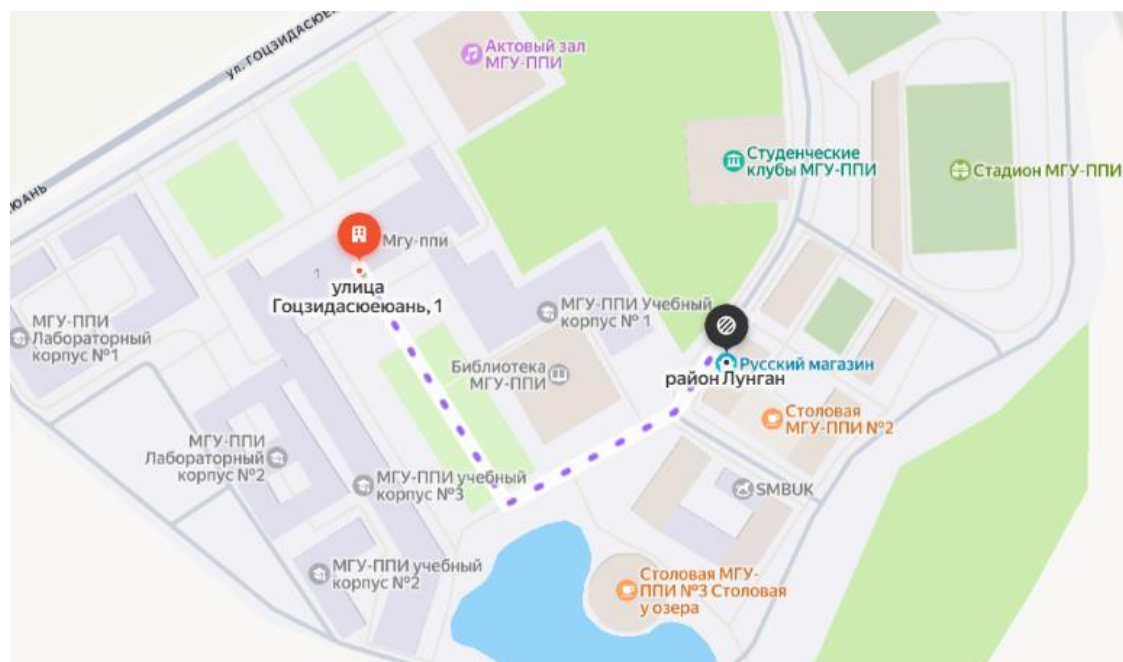 ул. ГОЦЗИДАСЮЕ
ЮАНЬ
Актовый зал
МГУ-ППИ
Студенческие
клубы МГУ-ППИ
Стадион МГУ-ППИ
Мгу-ппи
1
улица
Гоцзидасюеюань, 1
МГУ-ППИ
Лабораторный
корпус №1
МГУ-ППИ Учебный
корпус № 1
Библиотека
МГУ-ППИ
Русский магазин
район Лунган
Столовая
МГУ-ППИ №2
МГУ-ППИ
Лабораторный
корпус №2
МГУ-ППИ учебный
корпус №3
SMBUK
МГУ-ППИ учебный
корпус №2
Столовая МГУ-
ППИ №3 Столовая
у озера